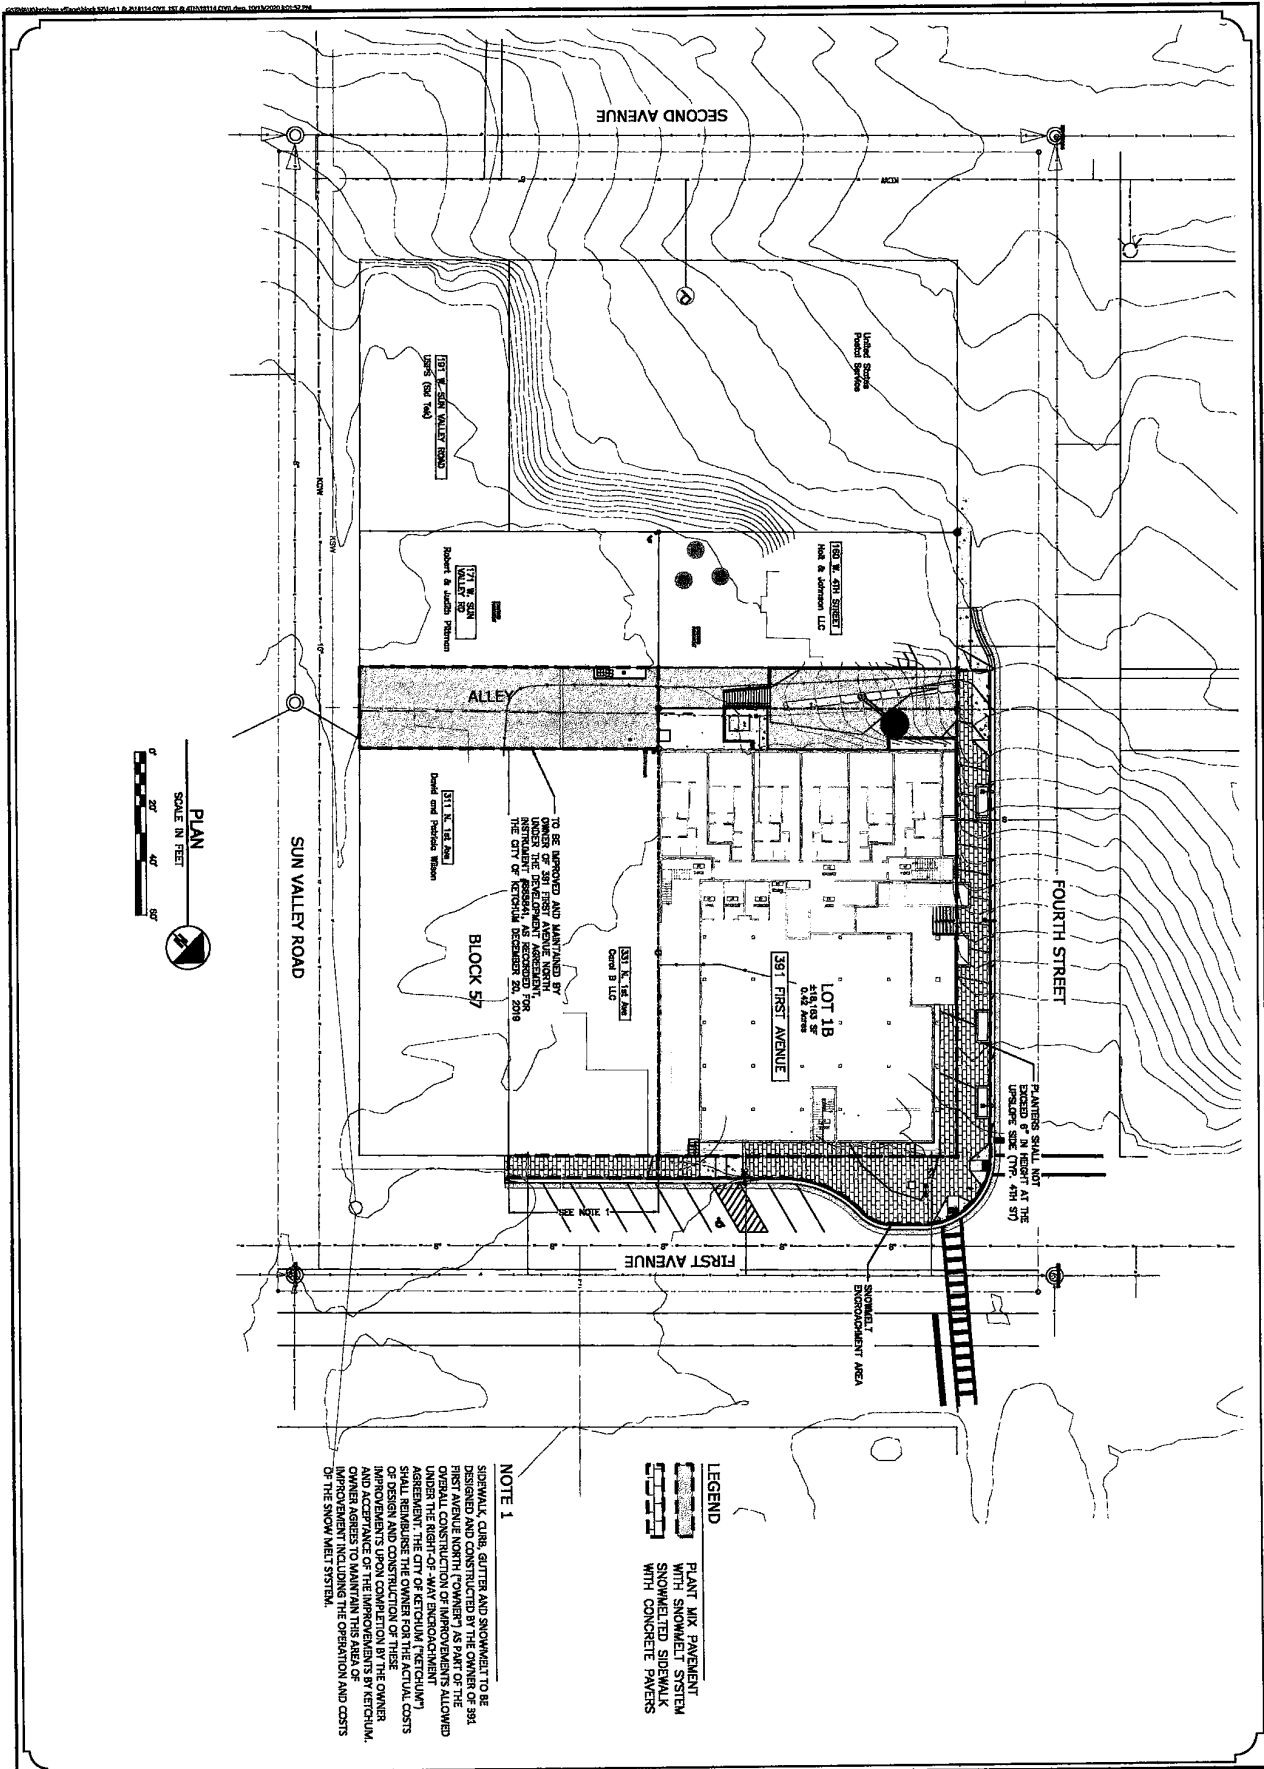 SECOND AVENUE
United States
Postal Service
191 W. SUN VALLEY ROAD
USPS (Ski Tek)
160 W. 4TH STREET
Holt & Johnson LLC
171 W. SUN
VALLEY RD
Robert & Judith Pittman
ALLEY
FOURTH STREET
SUN VALLEY ROAD
PLAN
SCALE IN FEET
0'
20'
40'
60'
311 N. 1st Ave
David and Patricia Wilson
TO BE IMPROVED AND MAINTAINED BY
OWNER OF 391 FIRST AVENUE NORTH
UNDER THE DEVELOPMENT AGREEMENT,
AS RECORDED FOR
THE CITY OF KETCHUM DECEMBER 20, 2019
BLOCK 57
331 N. 1st Ave
Carol B LLC
LOT 1B
±18,163 SF
0.42 Acres
391 FIRST AVENUE
PLANTERS SHALL NOT
EXCEED 6" IN HEIGHT AT THE
UPSLOPE SIDE (TYP. 4TH ST)
SEE NOTE 1
FIRST AVENUE
SNOWMELT
ENCROACHMENT AREA
LEGEND
PLANT MIX PAVEMENT
WITH SNOWMELT SYSTEM
SNOWMELTED SIDEWALK
WITH CONCRETE PAVERS
NOTE 1
SIDEWALK, CURB, GUTTER AND SNOWMELT TO BE
DESIGNED AND CONSTRUCTED BY THE OWNER OF 391
FIRST AVENUE NORTH ("OWNER") AS PART OF THE
OVERALL CONSTRUCTION OF IMPROVEMENTS ALLOWED
UNDER THE RIGHT-OF-WAY ENCROACHMENT
AGREEMENT. THE CITY OF KETCHUM ("KETCHUM")
SHALL REIMBURSE THE OWNER FOR THE ACTUAL COSTS
OF DESIGN AND CONSTRUCTION OF THESE
IMPROVEMENTS UPON COMPLETION BY THE OWNER
AND ACCEPTANCE OF THE IMPROVEMENTS BY KETCHUM.
OWNER AGREES TO MAINTAIN THIS AREA OF
IMPROVEMENT INCLUDING THE OPERATION AND COSTS
OF THE SNOW MELT SYSTEM.